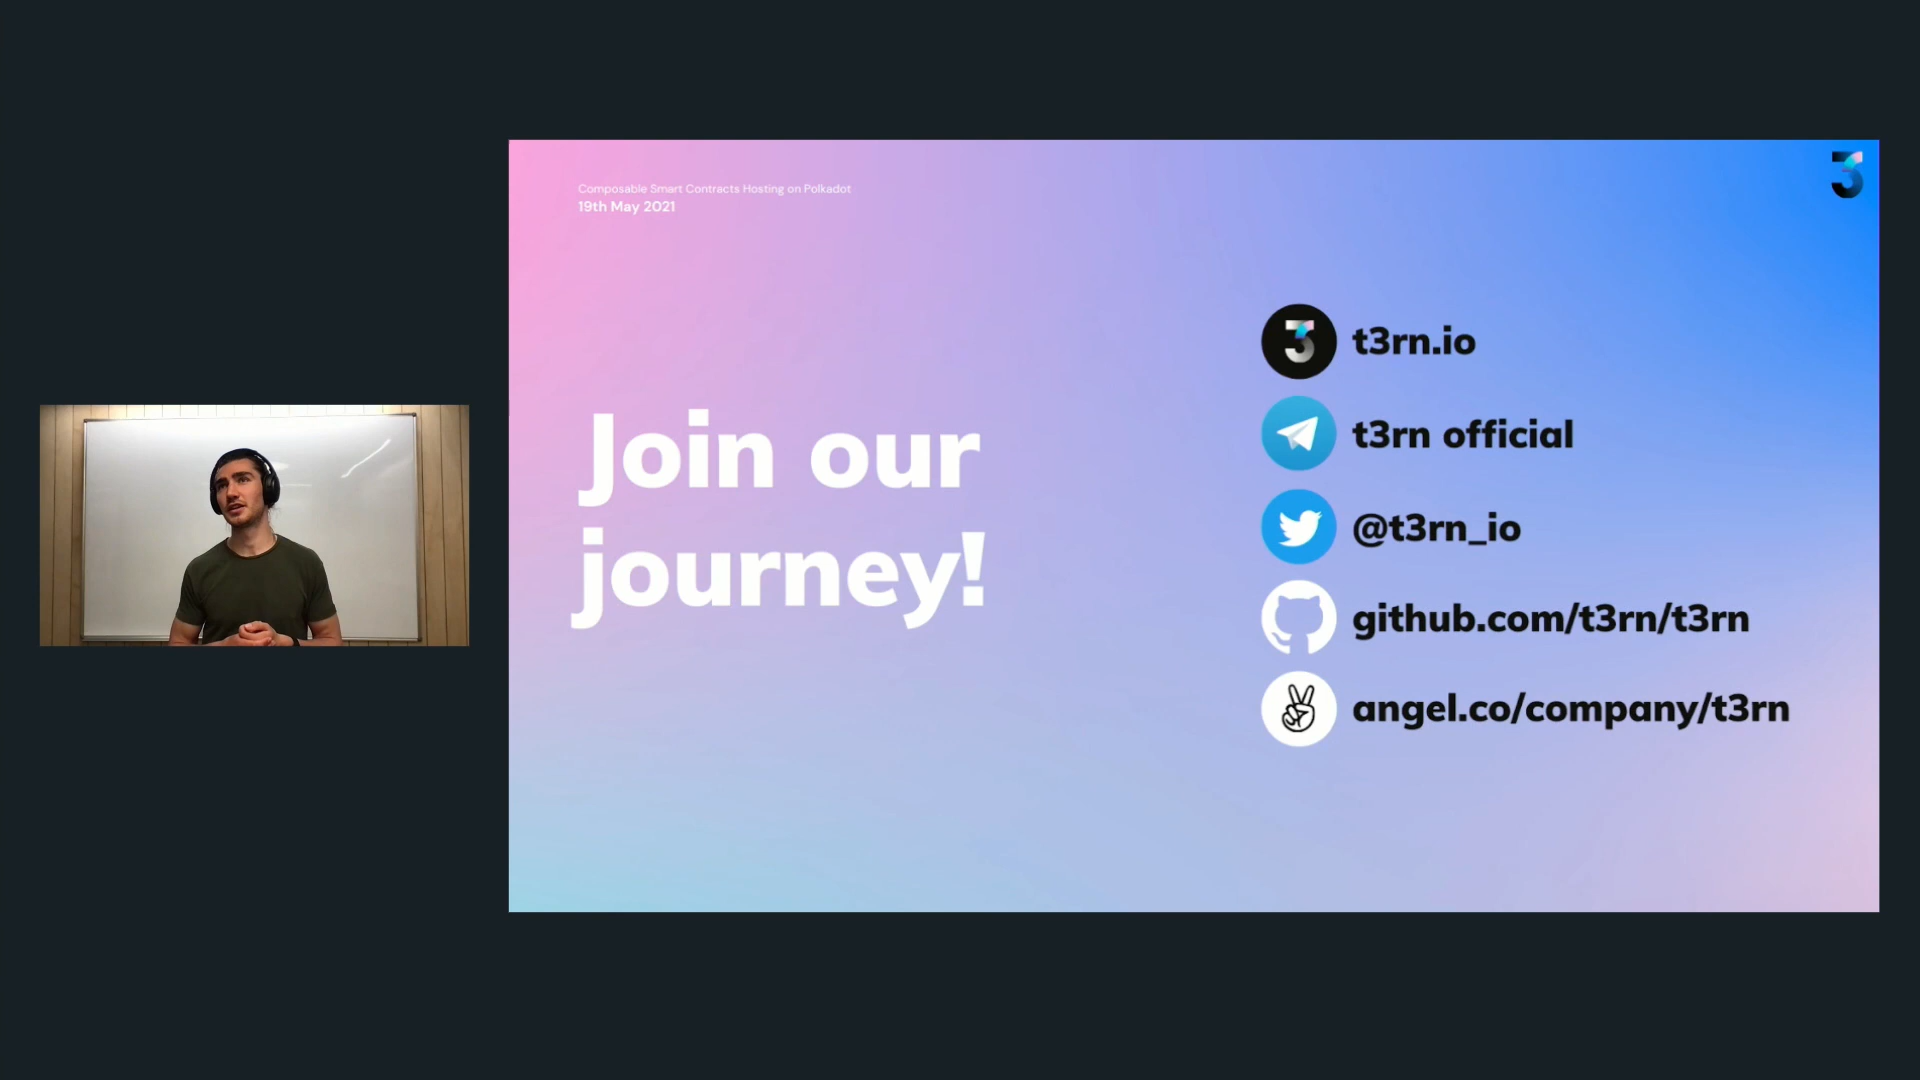 Composable Smart Contracts Hosting on Polkadot
19th May 2021
Join our
journey!
t3rn.io
t3rn official
@t3rn_io
github.com/t3rn/t3rn
angel.co/company/t3rn